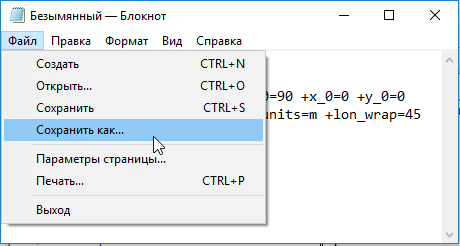 Безымянный — Блокнот
Файл Правка Формат Вид Справка
Создать CTRL+N
Открыть... CTRL+O
Сохранить CTRL+S
Сохранить как...
Параметры страницы...
Печать... CTRL+P
Выход
0=90 +x_0=0 +y_0=0
units=m +lon_wrap=45